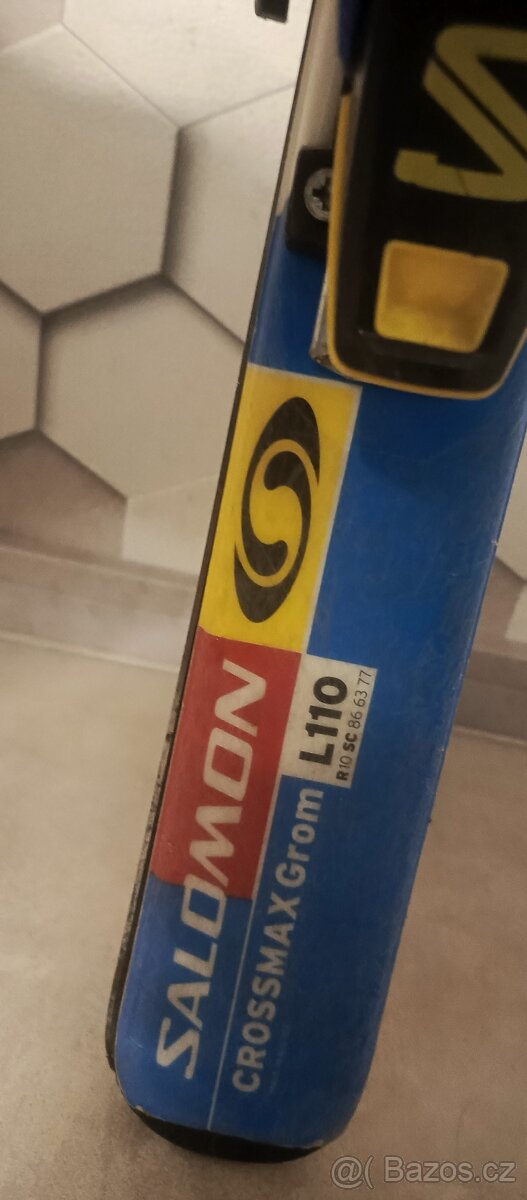 SALOMON
CROSSMAX Grom
L110
R10 SC 86 63 77
@( Bazos.cz